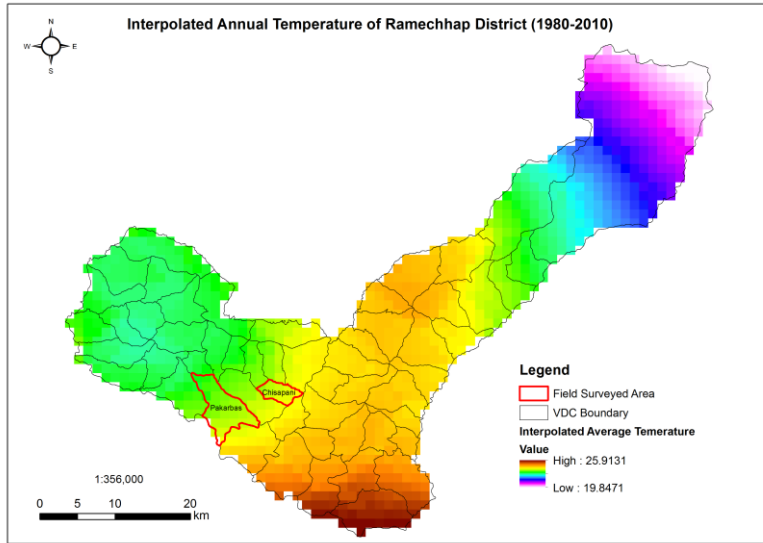 Interpolated Annual Temperature of Ramechhap District (1980-2010)
N
W E
S
Chisapani
Pakarbas
Legend
Field Surveyed Area
VDC Boundary
Interpolated Average Temerature
Value
High : 25.9131
Low : 19.8471
1:356,000
0 5 10 20
km